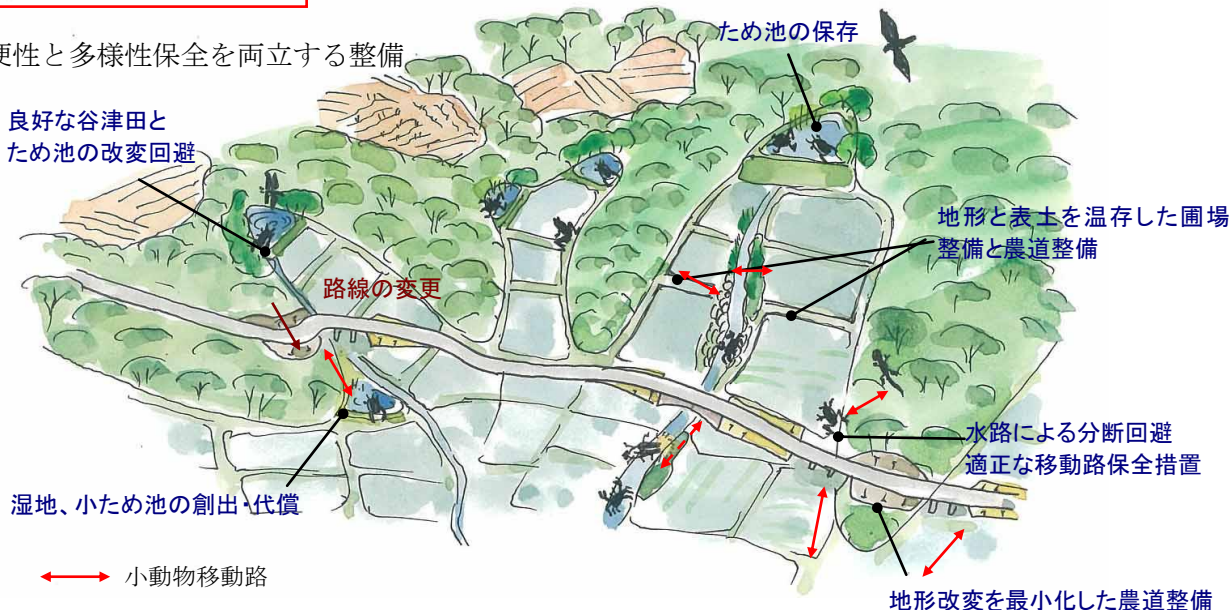 更性と多様性保全を両立する整備
ため池の保存
良好な谷津田と
ため池の改変回避
地形と表土を温存した圃場
整備と農道整備
路線の変更
水路による分断回避
適正な移動路保全措置
湿地、小ため池の創出・代償
小動物移動路
地形改変を最小化した農道整備